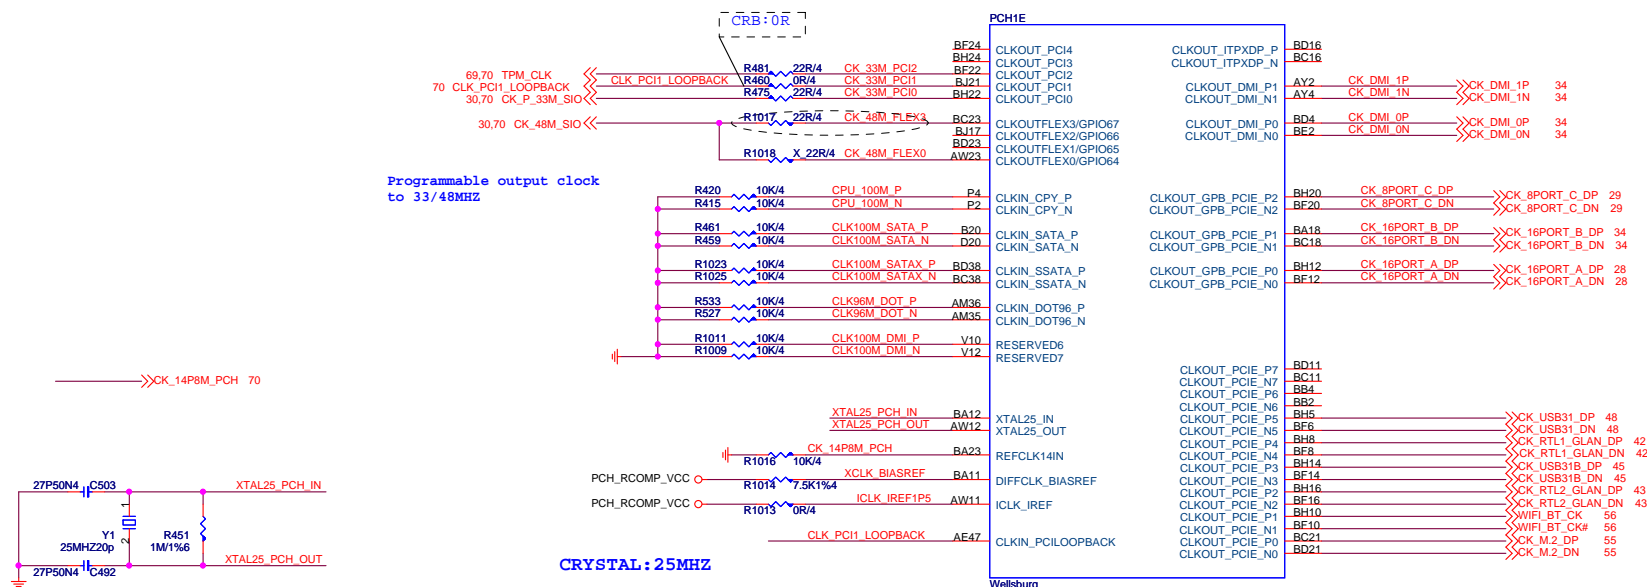 CRB:0R
PCH1E
BF24 CLKOUT_PCI4
BH24 CLKOUT_PCI3
69,70 TPM_CLK R481 22R/4 CK_33M_PCI2 BF22 CLKOUT_PCI2
70 CLK_PCI1_LOOPBACK CLK_PCI1_LOOPBACK R460 0R/4 CK_33M_PCI1 BJ21 CLKOUT_PCI1
30,70 CK_P_33M_SIO R475 22R/4 CK_33M_PCI0 BH22 CLKOUT_PCI0
30,70 CK_48M_SIO R1017 22R/4 CK_48M_FLEX3 BC23 CLKOUTFLEX3/GPIO67
BJ17 CLKOUTFLEX2/GPIO66
BD23 CLKOUTFLEX1/GPIO65
R1018 X_22R/4 CK_48M_FLEX0 AW23 CLKOUTFLEX0/GPIO64
Programmable output clock
to 33/48MHZ
R420 10K/4 CPU_100M_P P4 CLKIN_CPY_P
R415 10K/4 CPU_100M_N P2 CLKIN_CPY_N
R461 10K/4 CLK100M_SATA_P B20 CLKIN_SATA_P
R459 10K/4 CLK100M_SATA_N D20 CLKIN_SATA_N
R1023 10K/4 CLK100M_SATAX_P BD38 CLKIN_SSATA_P
R1025 10K/4 CLK100M_SATAX_N BC38 CLKIN_SSATA_N
R533 10K/4 CLK96M_DOT_P AM36 CLKIN_DOT96_P
R527 10K/4 CLK96M_DOT_N AM35 CLKIN_DOT96_N
R1011 10K/4 CLK100M_DMI_P V10 RESERVED6
R1009 10K/4 CLK100M_DMI_N V12 RESERVED7
CK_14P8M_PCH 70
XTAL25_PCH_IN BA12 XTAL25_IN
XTAL25_PCH_OUT AW12 XTAL25_OUT
R1016 10K/4 CK_14P8M_PCH BA23 REFCLK14IN
PCH_RCOMP_VCC R1014 7.5K1%4 XCLK_BIASREF BA11 DIFFCLK_BIASREF
PCH_RCOMP_VCC R1013 0R/4 ICLK_IREF1P5 AW11 ICLK_IREF
CLK_PCI1_LOOPBACK AE47 CLKIN_PCILOOPBACK
CLKOUT_ITPXDP_P BD16
CLKOUT_ITPXDP_N BC16
CLKOUT_DMI_P1 AY2 CK_DMI_1P CK_DMI_1P 34
CLKOUT_DMI_N1 AY4 CK_DMI_1N CK_DMI_1N 34
CLKOUT_DMI_P0 BD4 CK_DMI_0P CK_DMI_0P 34
CLKOUT_DMI_N0 BE2 CK_DMI_0N CK_DMI_0N 34
CLKOUT_GPB_PCIE_P2 BH20 CK_8PORT_C_DP CK_8PORT_C_DP 29
CLKOUT_GPB_PCIE_N2 BF20 CK_8PORT_C_DN CK_8PORT_C_DN 29
CLKOUT_GPB_PCIE_P1 BA18 CK_16PORT_B_DP CK_16PORT_B_DP 34
CLKOUT_GPB_PCIE_N1 BC18 CK_16PORT_B_DN CK_16PORT_B_DN 34
CLKOUT_GPB_PCIE_P0 BH12 CK_16PORT_A_DP CK_16PORT_A_DP 28
CLKOUT_GPB_PCIE_N0 BF12 CK_16PORT_A_DN CK_16PORT_A_DN 28
CLKOUT_PCIE_P7 BD11
CLKOUT_PCIE_N7 BC11
CLKOUT_PCIE_P6 BB4
CLKOUT_PCIE_N6 BB2
CLKOUT_PCIE_P5 BH5 CK_USB31_DP 48
CLKOUT_PCIE_N5 BF6 CK_USB31_DN 48
CLKOUT_PCIE_P4 BH8 CK_RTL1_GLAN_DP 42
CLKOUT_PCIE_N4 BF8 CK_RTL1_GLAN_DN 42
CLKOUT_PCIE_P3 BH14 CK_USB31B_DP 45
CLKOUT_PCIE_N3 BF14 CK_USB31B_DN 45
CLKOUT_PCIE_P2 BH16 CK_RTL2_GLAN_DP 43
CLKOUT_PCIE_N2 BF16 CK_RTL2_GLAN_DN 43
CLKOUT_PCIE_P1 BH10 WIFI_BT_CK 56
CLKOUT_PCIE_N1 BF10 WIFI_BT_CK# 56
CLKOUT_PCIE_P0 BC21 CK_M.2_DP 55
CLKOUT_PCIE_N0 BD21 CK_M.2_DN 55
27P50N4 C503 XTAL25_PCH_IN
1
Y1 R451
2
25MHZ20p 1M/1%6
XTAL25_PCH_OUT
27P50N4 C492
CRYSTAL:25MHZ
Wellsburg